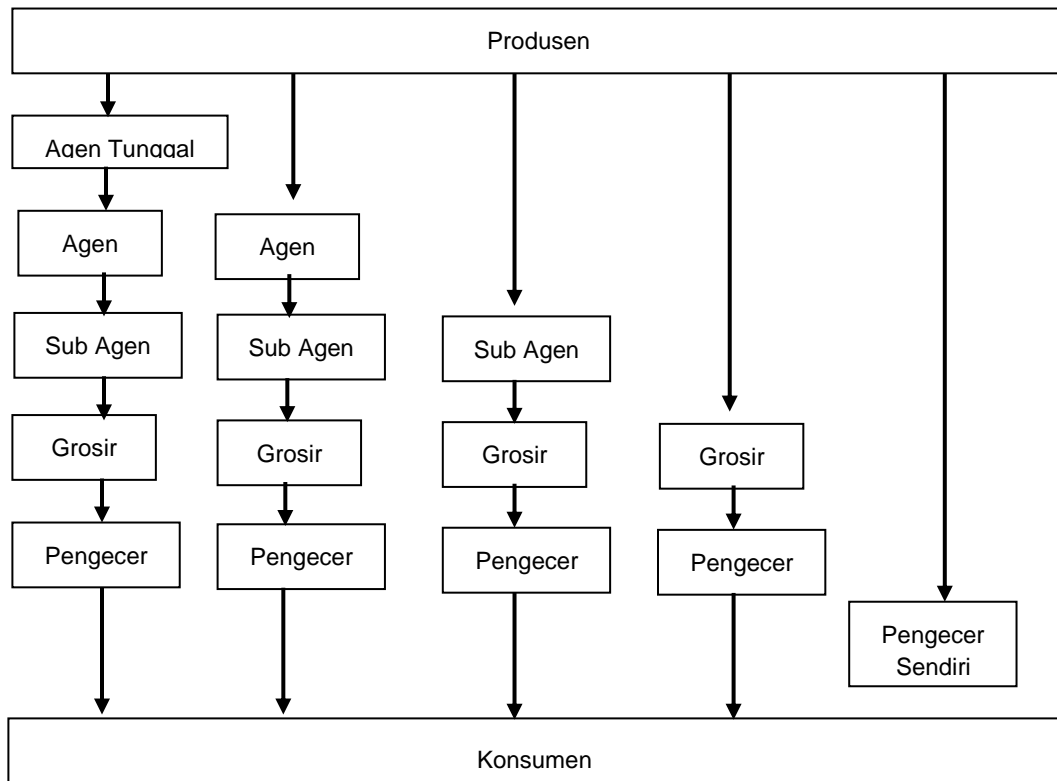 Produsen
Agen Tunggal
Agen
Agen
Sub Agen
Sub Agen
Sub Agen
Grosir
Grosir
Grosir
Grosir
Pengecer
Pengecer
Pengecer
Pengecer
Pengecer
Sendiri
Konsumen